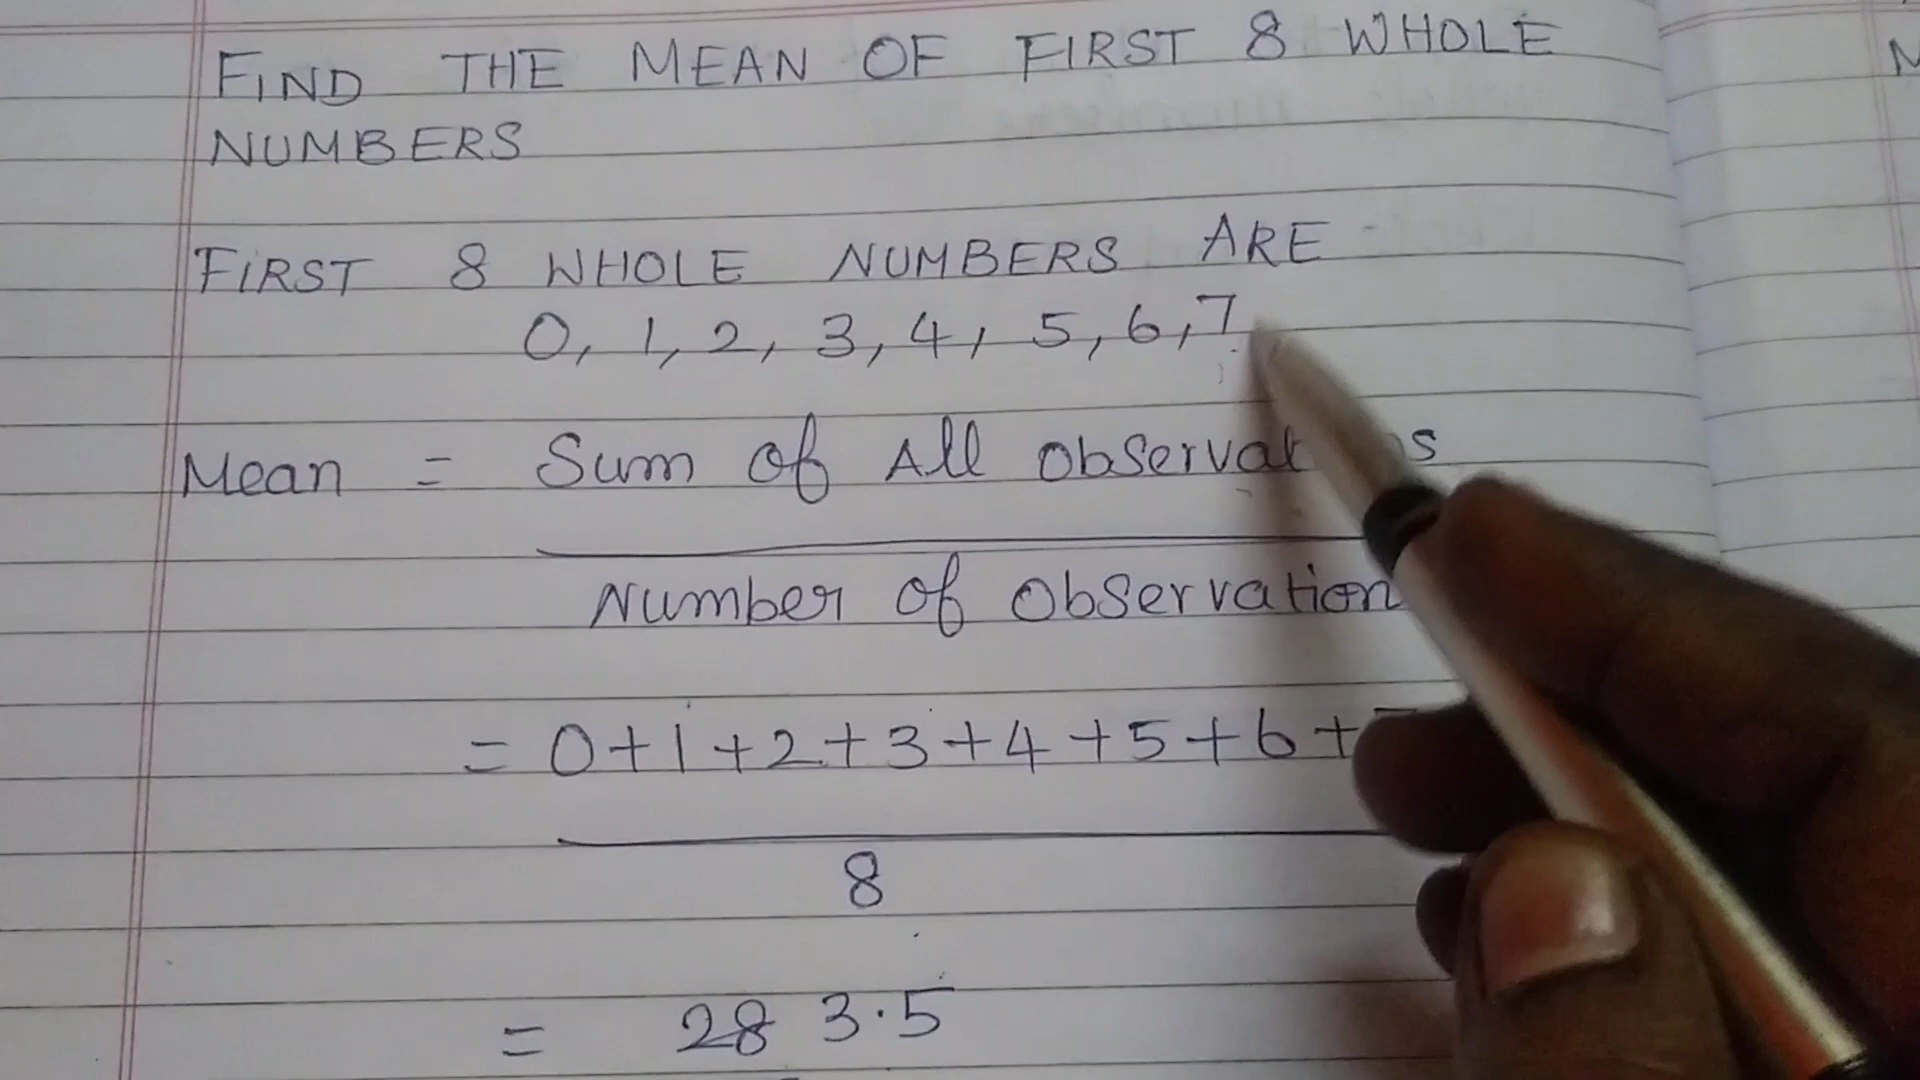 FIND THE MEAN OF FIRST 8 WHOLE
NUMBERS
FIRST 8 WHOLE NUMBERS ARE
0, 1, 2, 3, 4, 5, 6, 7
Mean = Sum of All
Number of Observation
= 0+1+2+3+4+5+6+
8
= 28 3.5